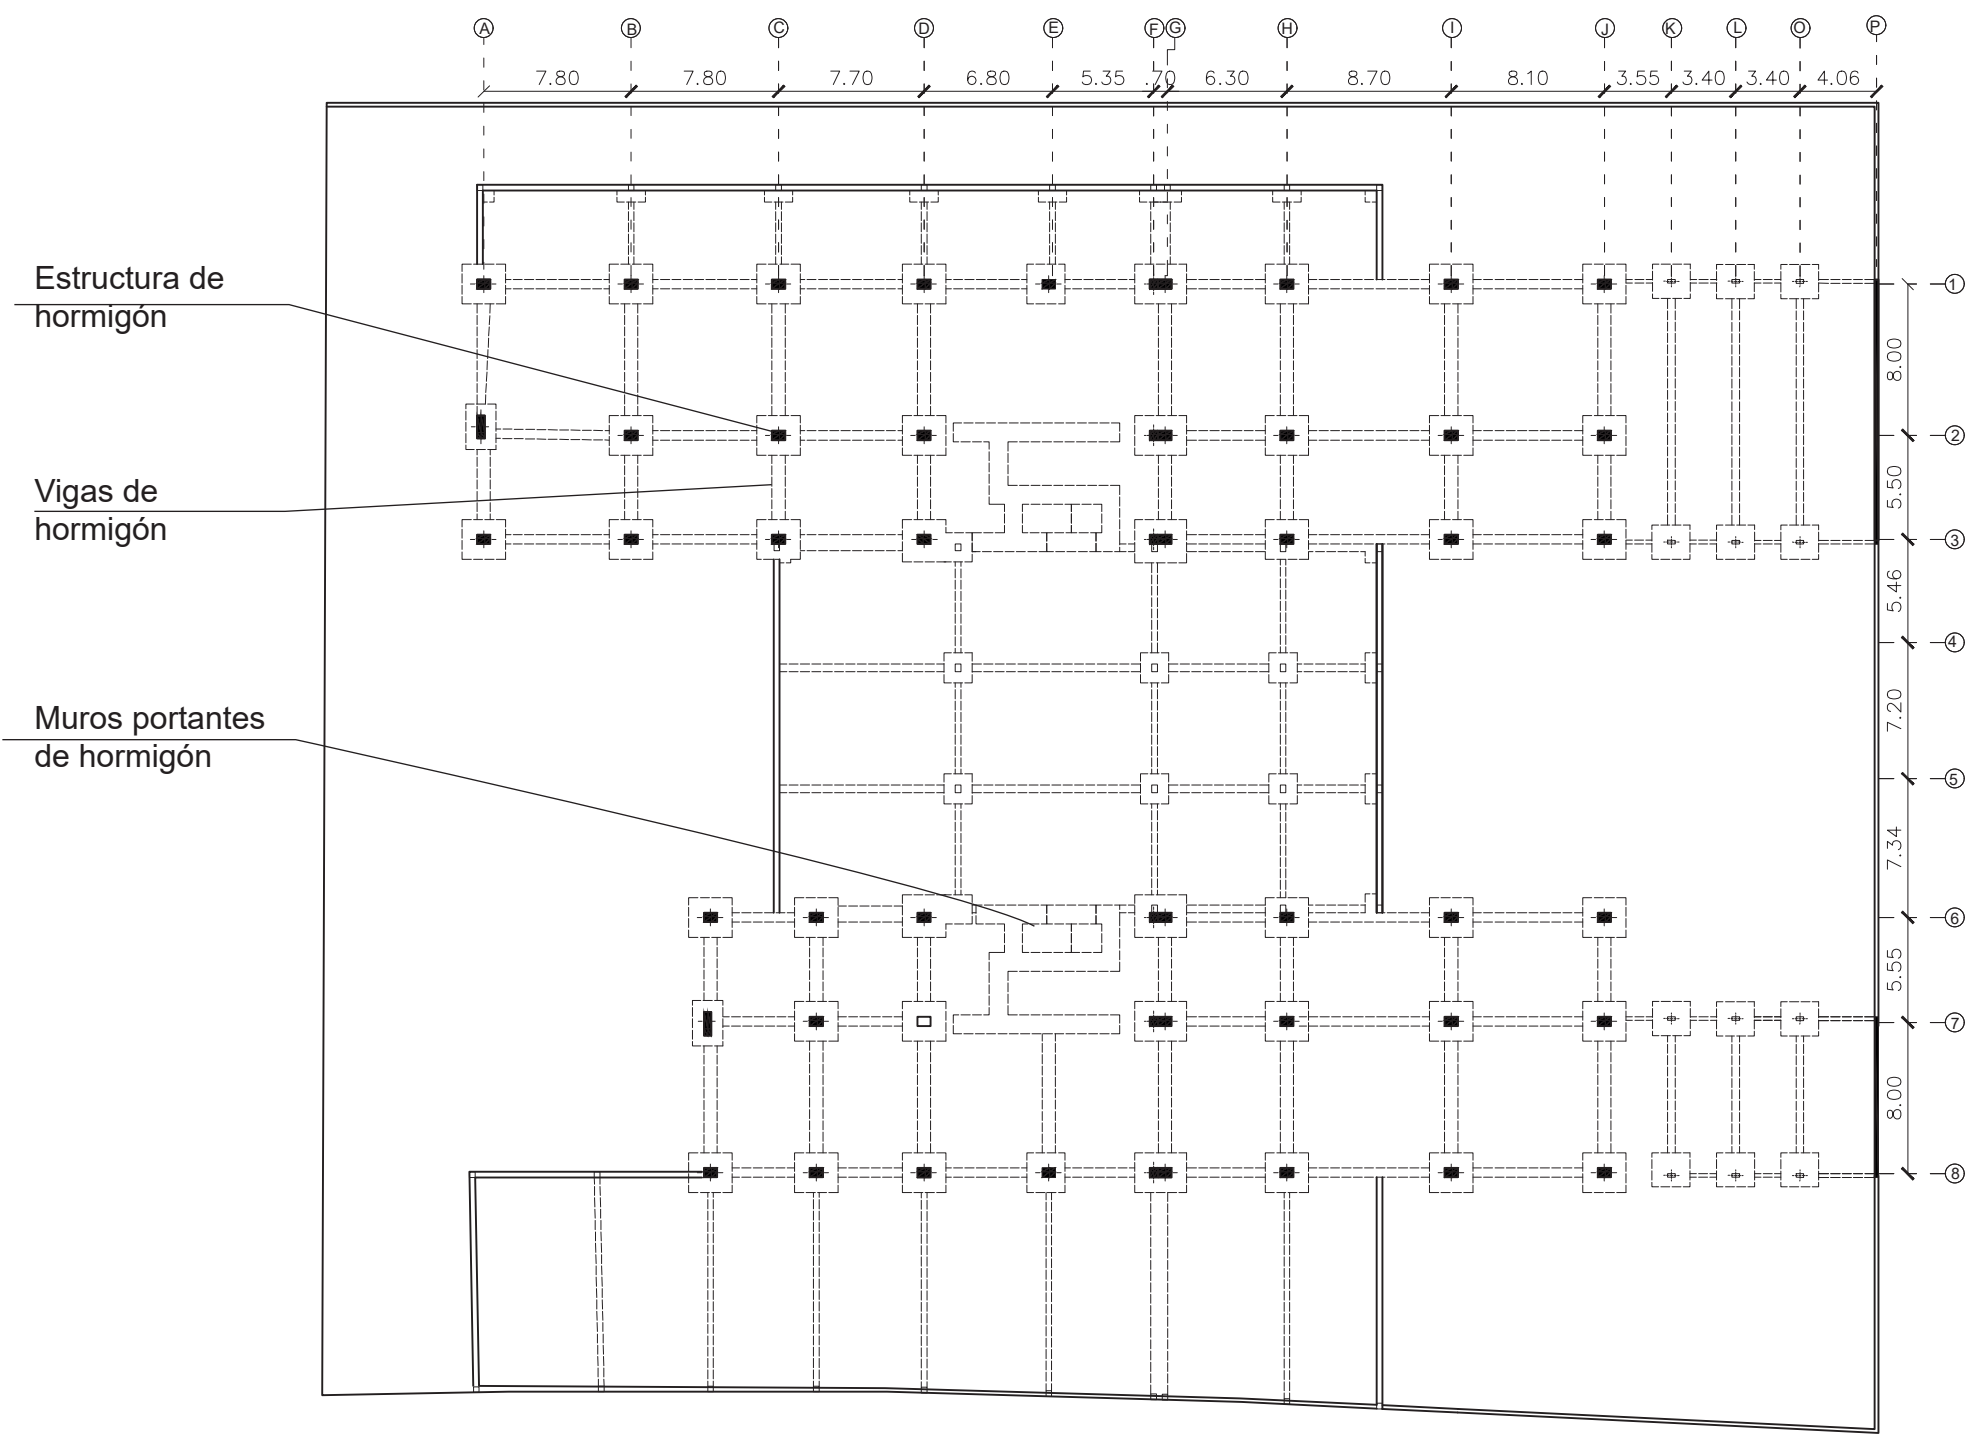 A B C D E F G H I J K L O P
7.80 7.80 7.70 6.80 5.35 .70 6.30 8.70 8.10 3.55 3.40 3.40 4.06
Estructura de
hormigón
Vigas de
hormigón
Muros portantes
de hormigón
1
8.00
2
5.50
3
5.46
4
7.20
5
7.34
6
5.55
7
8.00
8